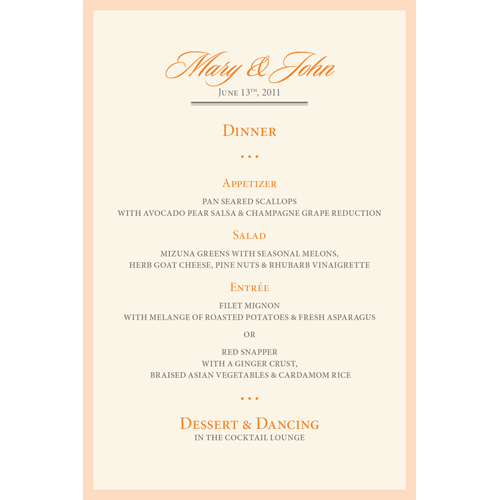 Mary & John
June 13th, 2011
Dinner
Appetizer
PAN SEARED SCALLOPS
WITH AVOCADO PEAR SALSA & CHAMPAGNE GRAPE REDUCTION
Salad
MIZUNA GREENS WITH SEASONAL MELONS,
HERB GOAT CHEESE, PINE NUTS & RHUBARB VINAIGRETTE
Entrée
FILET MIGNON
WITH MELANGE OF ROASTED POTATOES & FRESH ASPARAGUS
OR
RED SNAPPER
WITH A GINGER CRUST,
BRAISED ASIAN VEGETABLES & CARDAMOM RICE
Dessert & Dancing
IN THE COCKTAIL LOUNGE